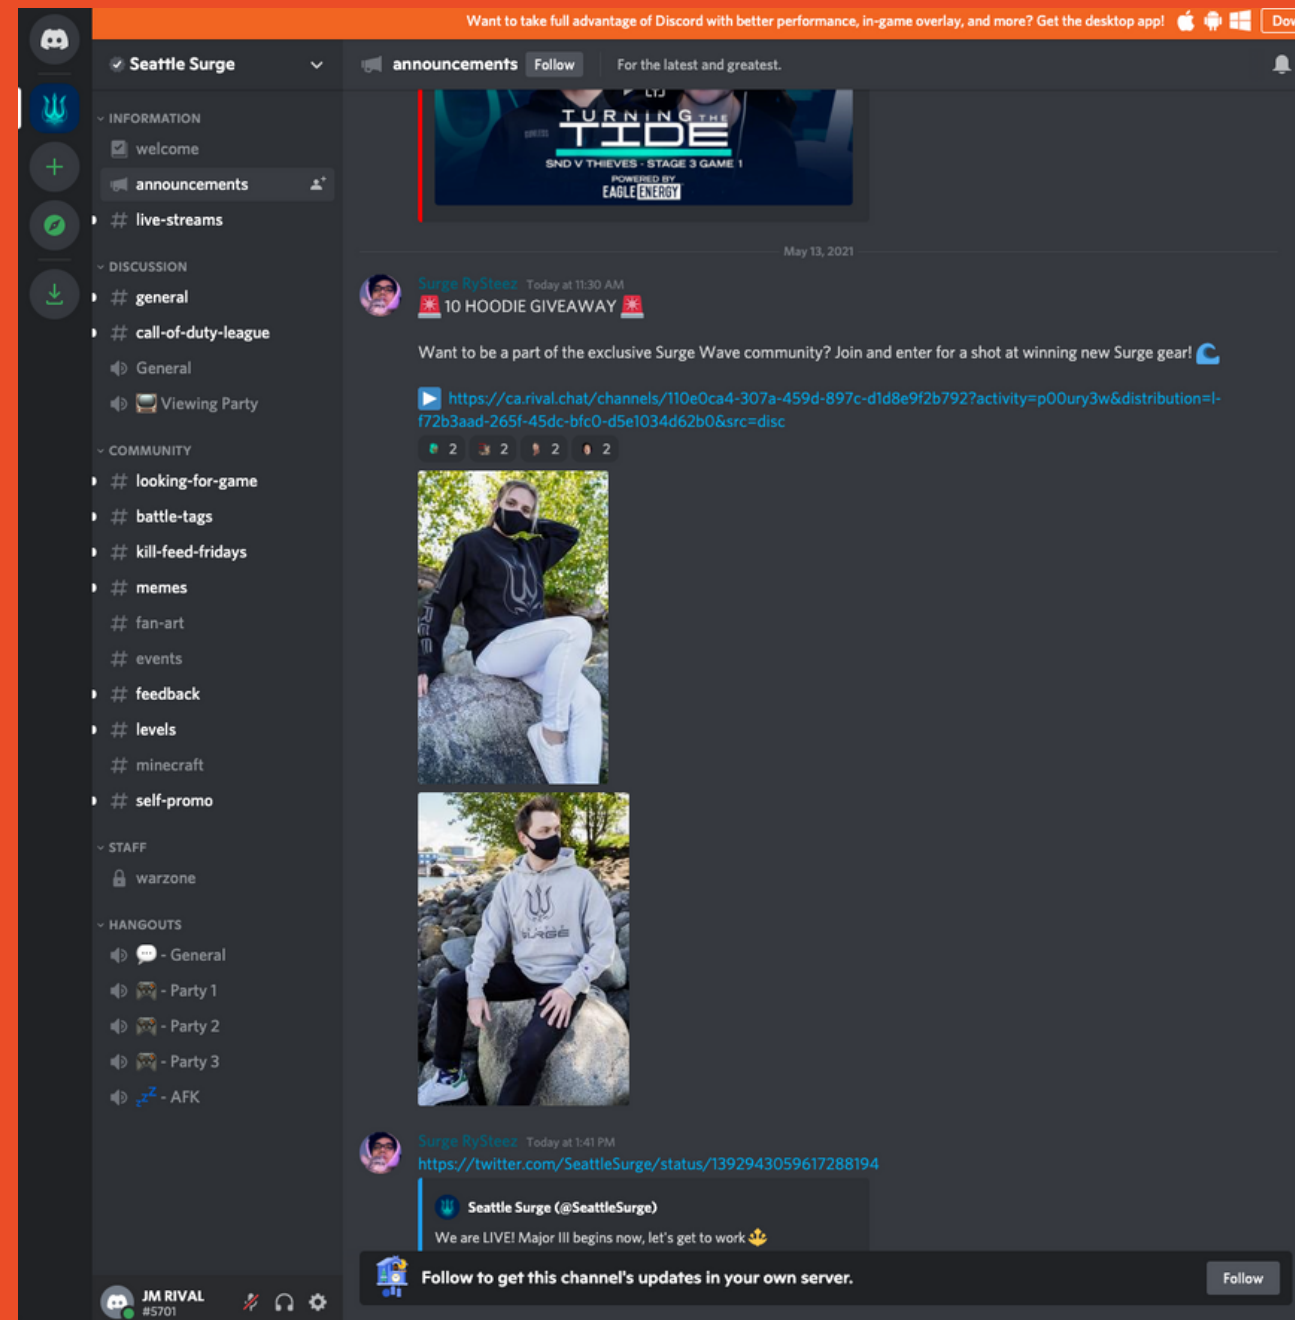 Want to take full advantage of Discord with better performance, in-game overlay, and more? Get the desktop app!
Dow
Seattle Surge
announcements
Follow
For the latest and greatest.
INFORMATION
welcome
announcements
# live-streams
DISCUSSION
# general
# call-of-duty-league
General
Viewing Party
COMMUNITY
# looking-for-game
# battle-tags
# kill-feed-fridays
# memes
# fan-art
# events
# feedback
# levels
# minecraft
# self-promo
STAFF
warzone
HANGOUTS
- General
- Party 1
- Party 2
- Party 3
zzZ - AFK
JM RIVAL
#5701
TURNING THE
TIDE
SND V THIEVES - STAGE 3 GAME 1
POWERED BY
EAGLE ENERGY
May 13, 2021
Surge RySteez Today at 11:30 AM
10 HOODIE GIVEAWAY
Want to be a part of the exclusive Surge Wave community? Join and enter for a shot at winning new Surge gear!
https://ca.rival.chat/channels/110e0ca4-307a-459d-897c-d1d8e9f2b792?activity=p00ury3w&distribution=l-
f72b3aad-265f-45dc-bfc0-d5e1034d62b0&src=disc
2 2 2 2
SURGE
Surge RySteez Today at 1:41 PM
https://twitter.com/SeattleSurge/status/1392943059617288194
Seattle Surge (@SeattleSurge)
We are LIVE! Major III begins now, let's get to work
Follow to get this channel's updates in your own server.
Follow